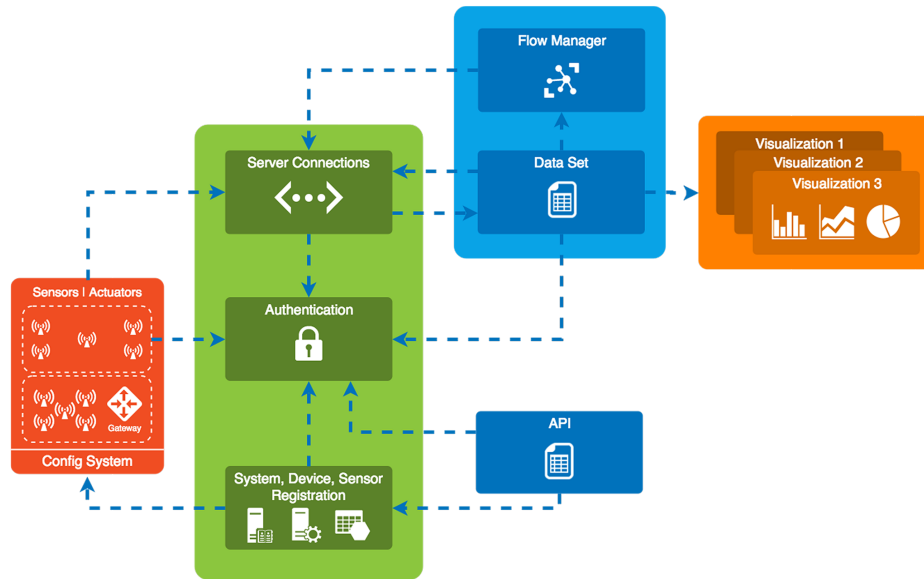 Flow Manager
Server Connections
Data Set
Visualization 1
Visualization 2
Visualization 3
Sensors | Actuators
Authentication
Gateway
Config System
API
System, Device, Sensor
Registration